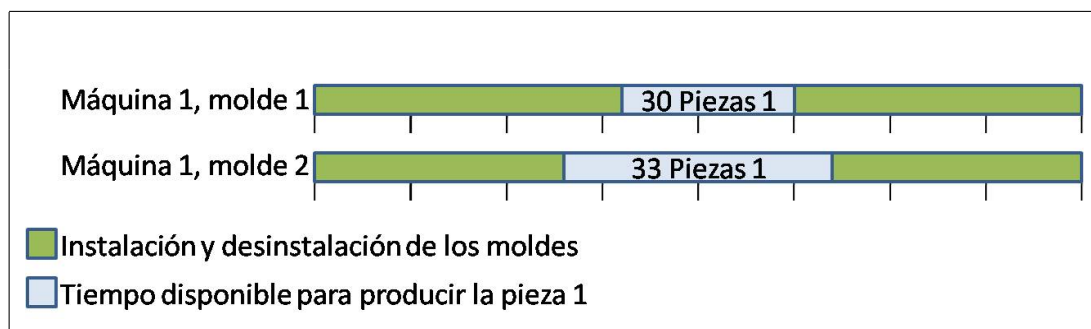 Máquina 1, molde 1
30 Piezas 1
Máquina 1, molde 2
33 Piezas 1
Instalación y desinstalación de los moldes
Tiempo disponible para producir la pieza 1